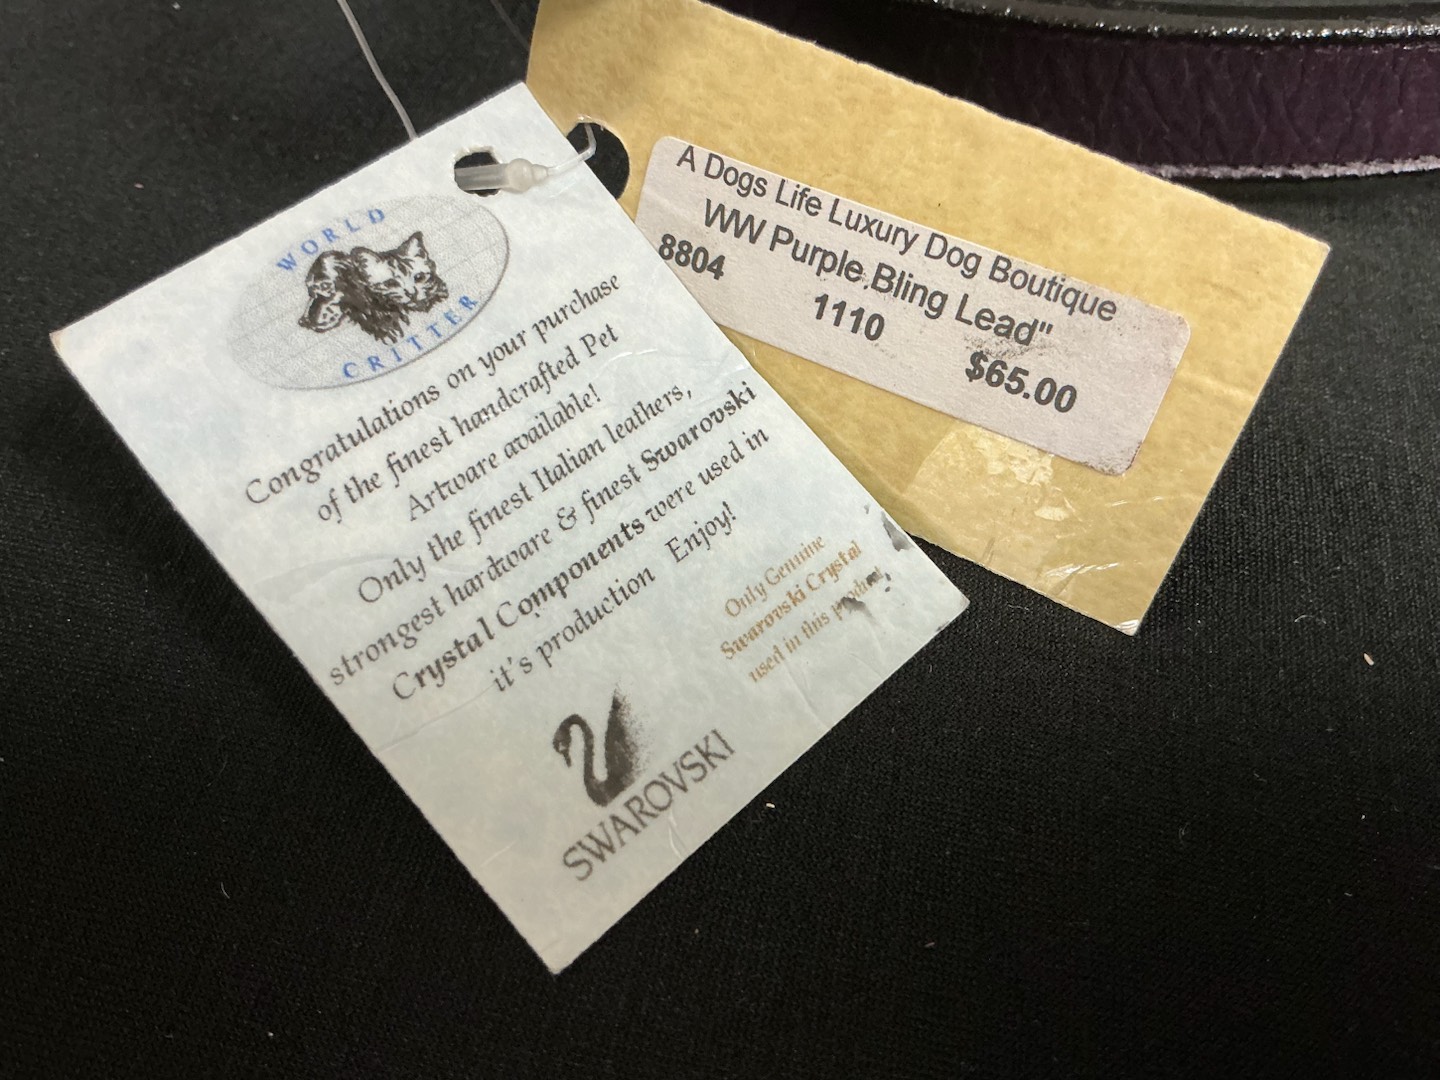 WORLD
CRITTER
Congratulations on your purchase
of the finest handcrafted Pet
Artware available!
Only the finest Italian leathers,
strongest hardware & finest Swarovski
Crystal Components were used in
it's production Enjoy!
Only Genuine
Swarovski Crystal
used in this product
SWAROVSKI
A Dogs Life Luxury Dog Boutique
WW Purple Bling Lead"
8804
1110
$65.00